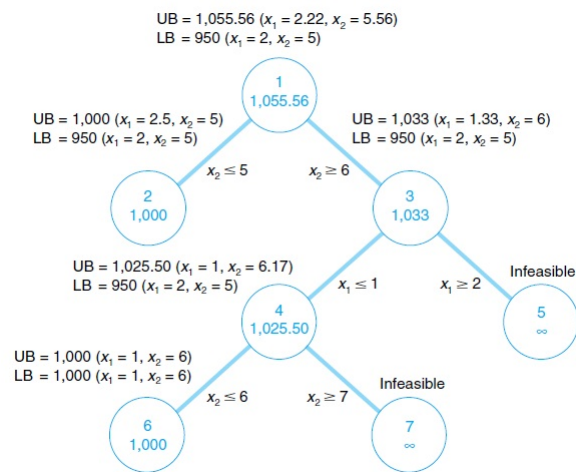 UB = 1,055.56 (x₁ = 2.22, x₂ = 5.56)
LB = 950 (x₁ = 2, x₂ = 5)
1
1,055.56
UB = 1,000 (x₁ = 2.5, x₂ = 5)
LB = 950 (x₁ = 2, x₂ = 5)
UB = 1,033 (x₁ = 1.33, x₂ = 6)
LB = 950 (x₁ = 2, x₂ = 5)
x₂ ≤ 5
x₂ ≥ 6
2
1,000
3
1,033
UB = 1,025.50 (x₁ = 1, x₂ = 6.17)
LB = 950 (x₁ = 2, x₂ = 5)
x₁ ≤ 1
x₁ ≥ 2
Infeasible
4
1,025.50
5
∞
UB = 1,000 (x₁ = 1, x₂ = 6)
LB = 1,000 (x₁ = 1, x₂ = 6)
x₂ ≤ 6
x₂ ≥ 7
Infeasible
6
1,000
7
∞